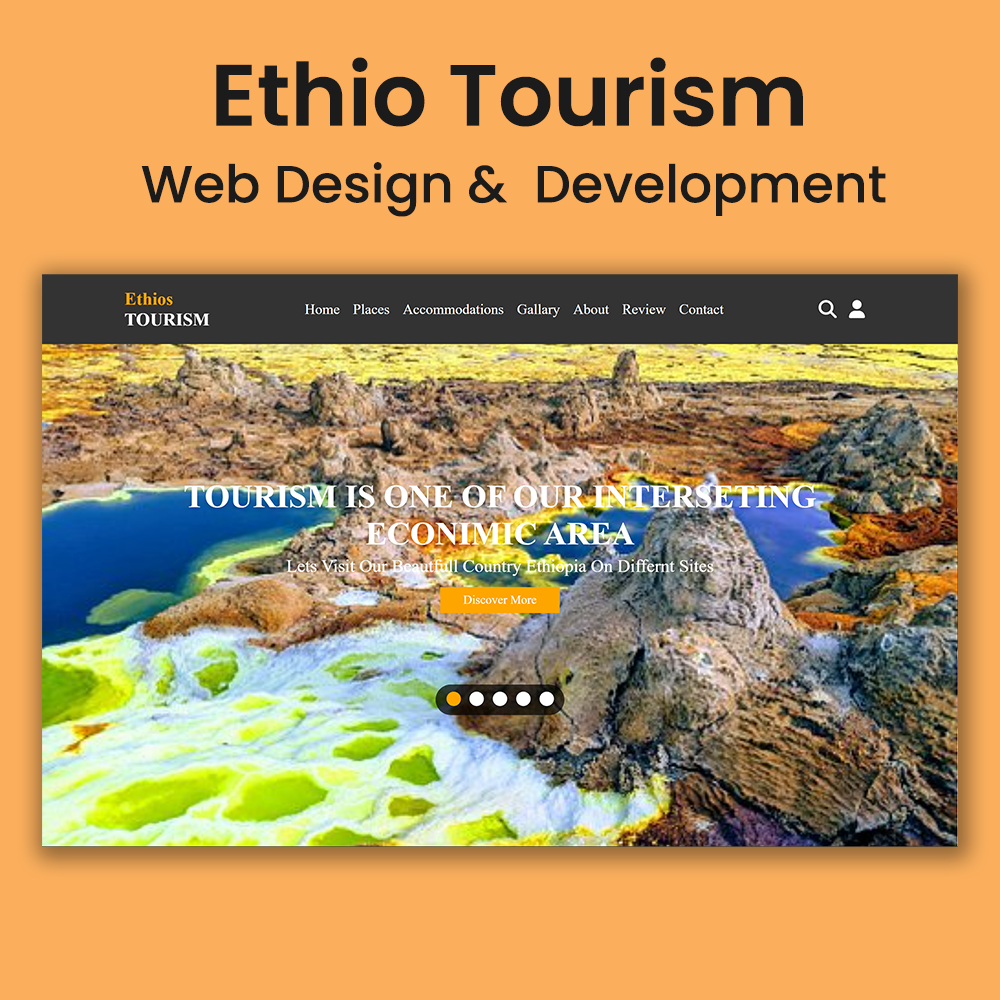 Ethio Tourism
Web Design & Development
Ethios
TOURISM
Home Places Accommodations Gallary About Review Contact
TOURISM IS ONE OF OUR INTERSETING
ECONIMIC AREA
Lets Visit Our Beautfull Country Ethiopia On Differnt Sites
Discover More